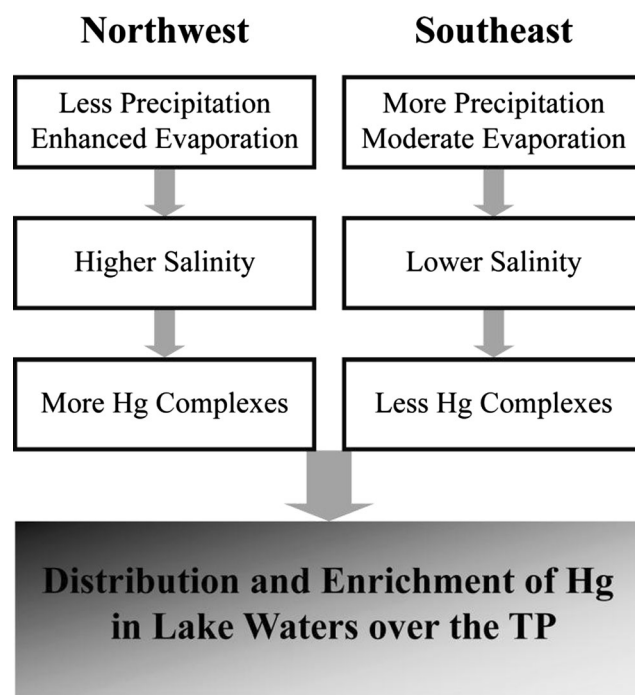 Northwest
Southeast
Less Precipitation
Enhanced Evaporation
More Precipitation
Moderate Evaporation
Higher Salinity
Lower Salinity
More Hg Complexes
Less Hg Complexes
Distribution and Enrichment of Hg
in Lake Waters over the TP